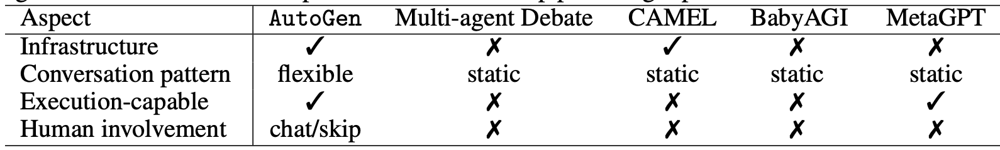 Aspect AutoGen Multi-agent Debate CAMEL BabyAGI MetaGPT
Infrastructure ✓ ✗ ✓ ✗ ✗
Conversation pattern flexible static static static static
Execution-capable ✓ ✗ ✗ ✗ ✓
Human involvement chat/skip ✗ ✗ ✗ ✗